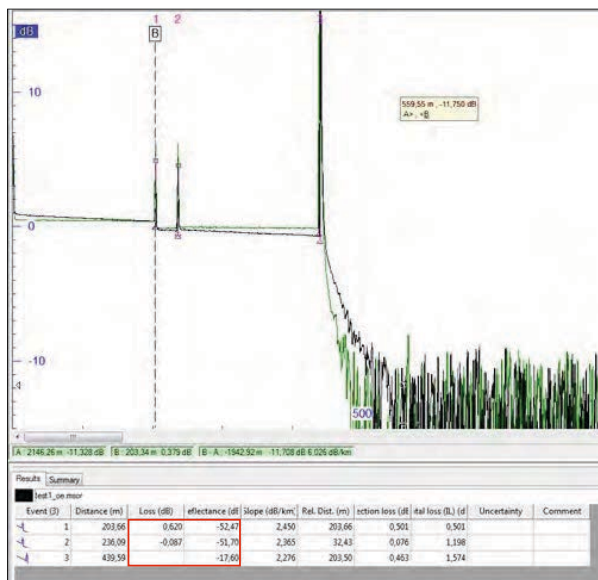 1 2 3
dB
B
10
559,55 m , -11,750 dB
A> , <B
0
-10
500
A : 2146,26 m -11,328 dB B : 203,34 m 0,379 dB B - A : -1942,92 m -11,708 dB 6,026 dB/km
Results Summary
test1_oe.msor
Event (3) Distance (m) Loss (dB) eflectance (dE Slope (dB/km) Rel. Dist. (m) ection loss (dE ital loss (IL) (d Uncertainty Comment
1 203,66 0,620 -52,47 2,450 203,66 0,501 0,501
2 236,09 -0,087 -51,70 2,365 32,43 0,076 1,198
3 439,59 -17,60 2,276 203,50 0,463 1,574